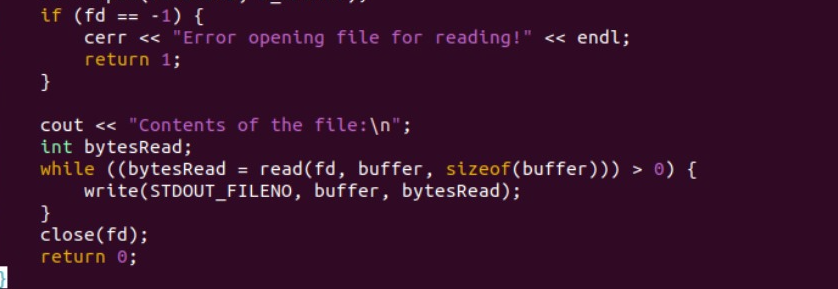 if (fd == -1) {
cerr << "Error opening file for reading!" << endl;
return 1;
}
cout << "Contents of the file:\n";
int bytesRead;
while ((bytesRead = read(fd, buffer, sizeof(buffer))) > 0) {
write(STDOUT_FILENO, buffer, bytesRead);
}
close(fd);
return 0;
}